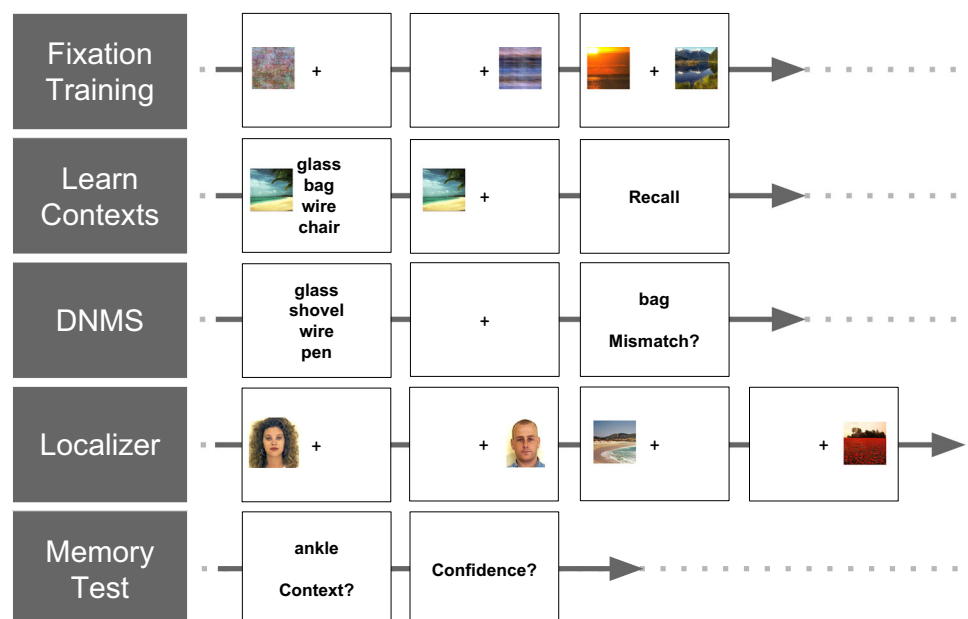 Fixation
Training
+
+
+
Learn
Contexts
glass
bag
wire
chair
+
Recall
DNMS
glass
shovel
wire
pen
+
bag
Mismatch?
Localizer
+
+
+
+
Memory
Test
ankle
Context?
Confidence?